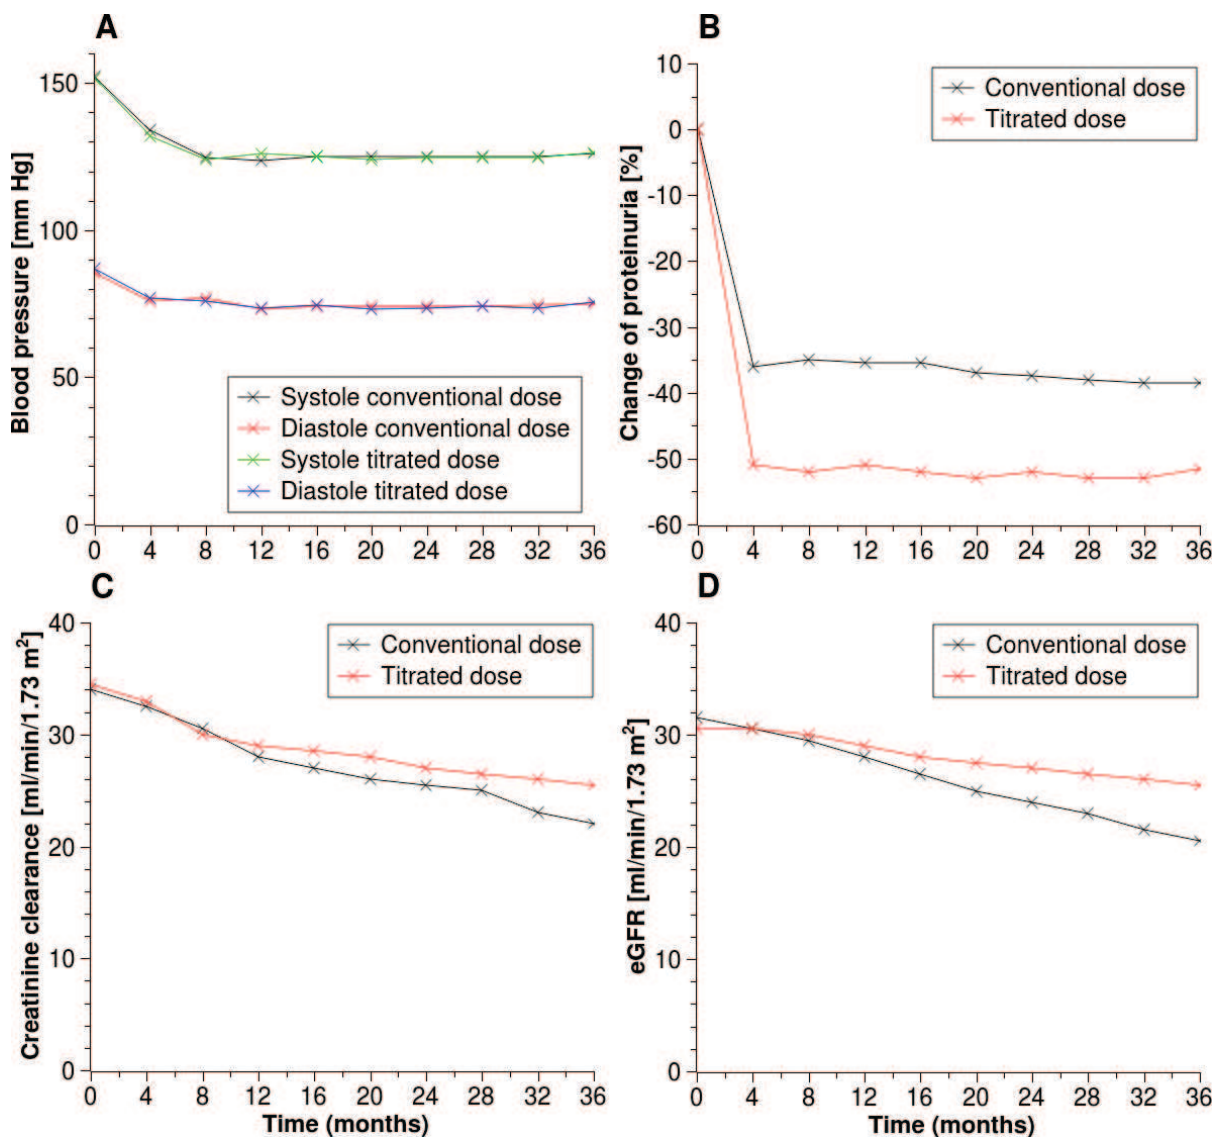 A
Blood pressure [mm Hg]
150
100
50
0
Systole conventional dose
Diastole conventional dose
Systole titrated dose
Diastole titrated dose
0 4 8 12 16 20 24 28 32 36
B
Change of proteinuria [%]
10
0
-10
-20
-30
-40
-50
-60
Conventional dose
Titrated dose
0 4 8 12 16 20 24 28 32 36
C
Creatinine clearance [ml/min/1.73 m²]
40
30
20
10
0
Conventional dose
Titrated dose
0 4 8 12 16 20 24 28 32 36
Time (months)
D
eGFR [ml/min/1.73 m²]
40
30
20
10
0
Conventional dose
Titrated dose
0 4 8 12 16 20 24 28 32 36
Time (months)